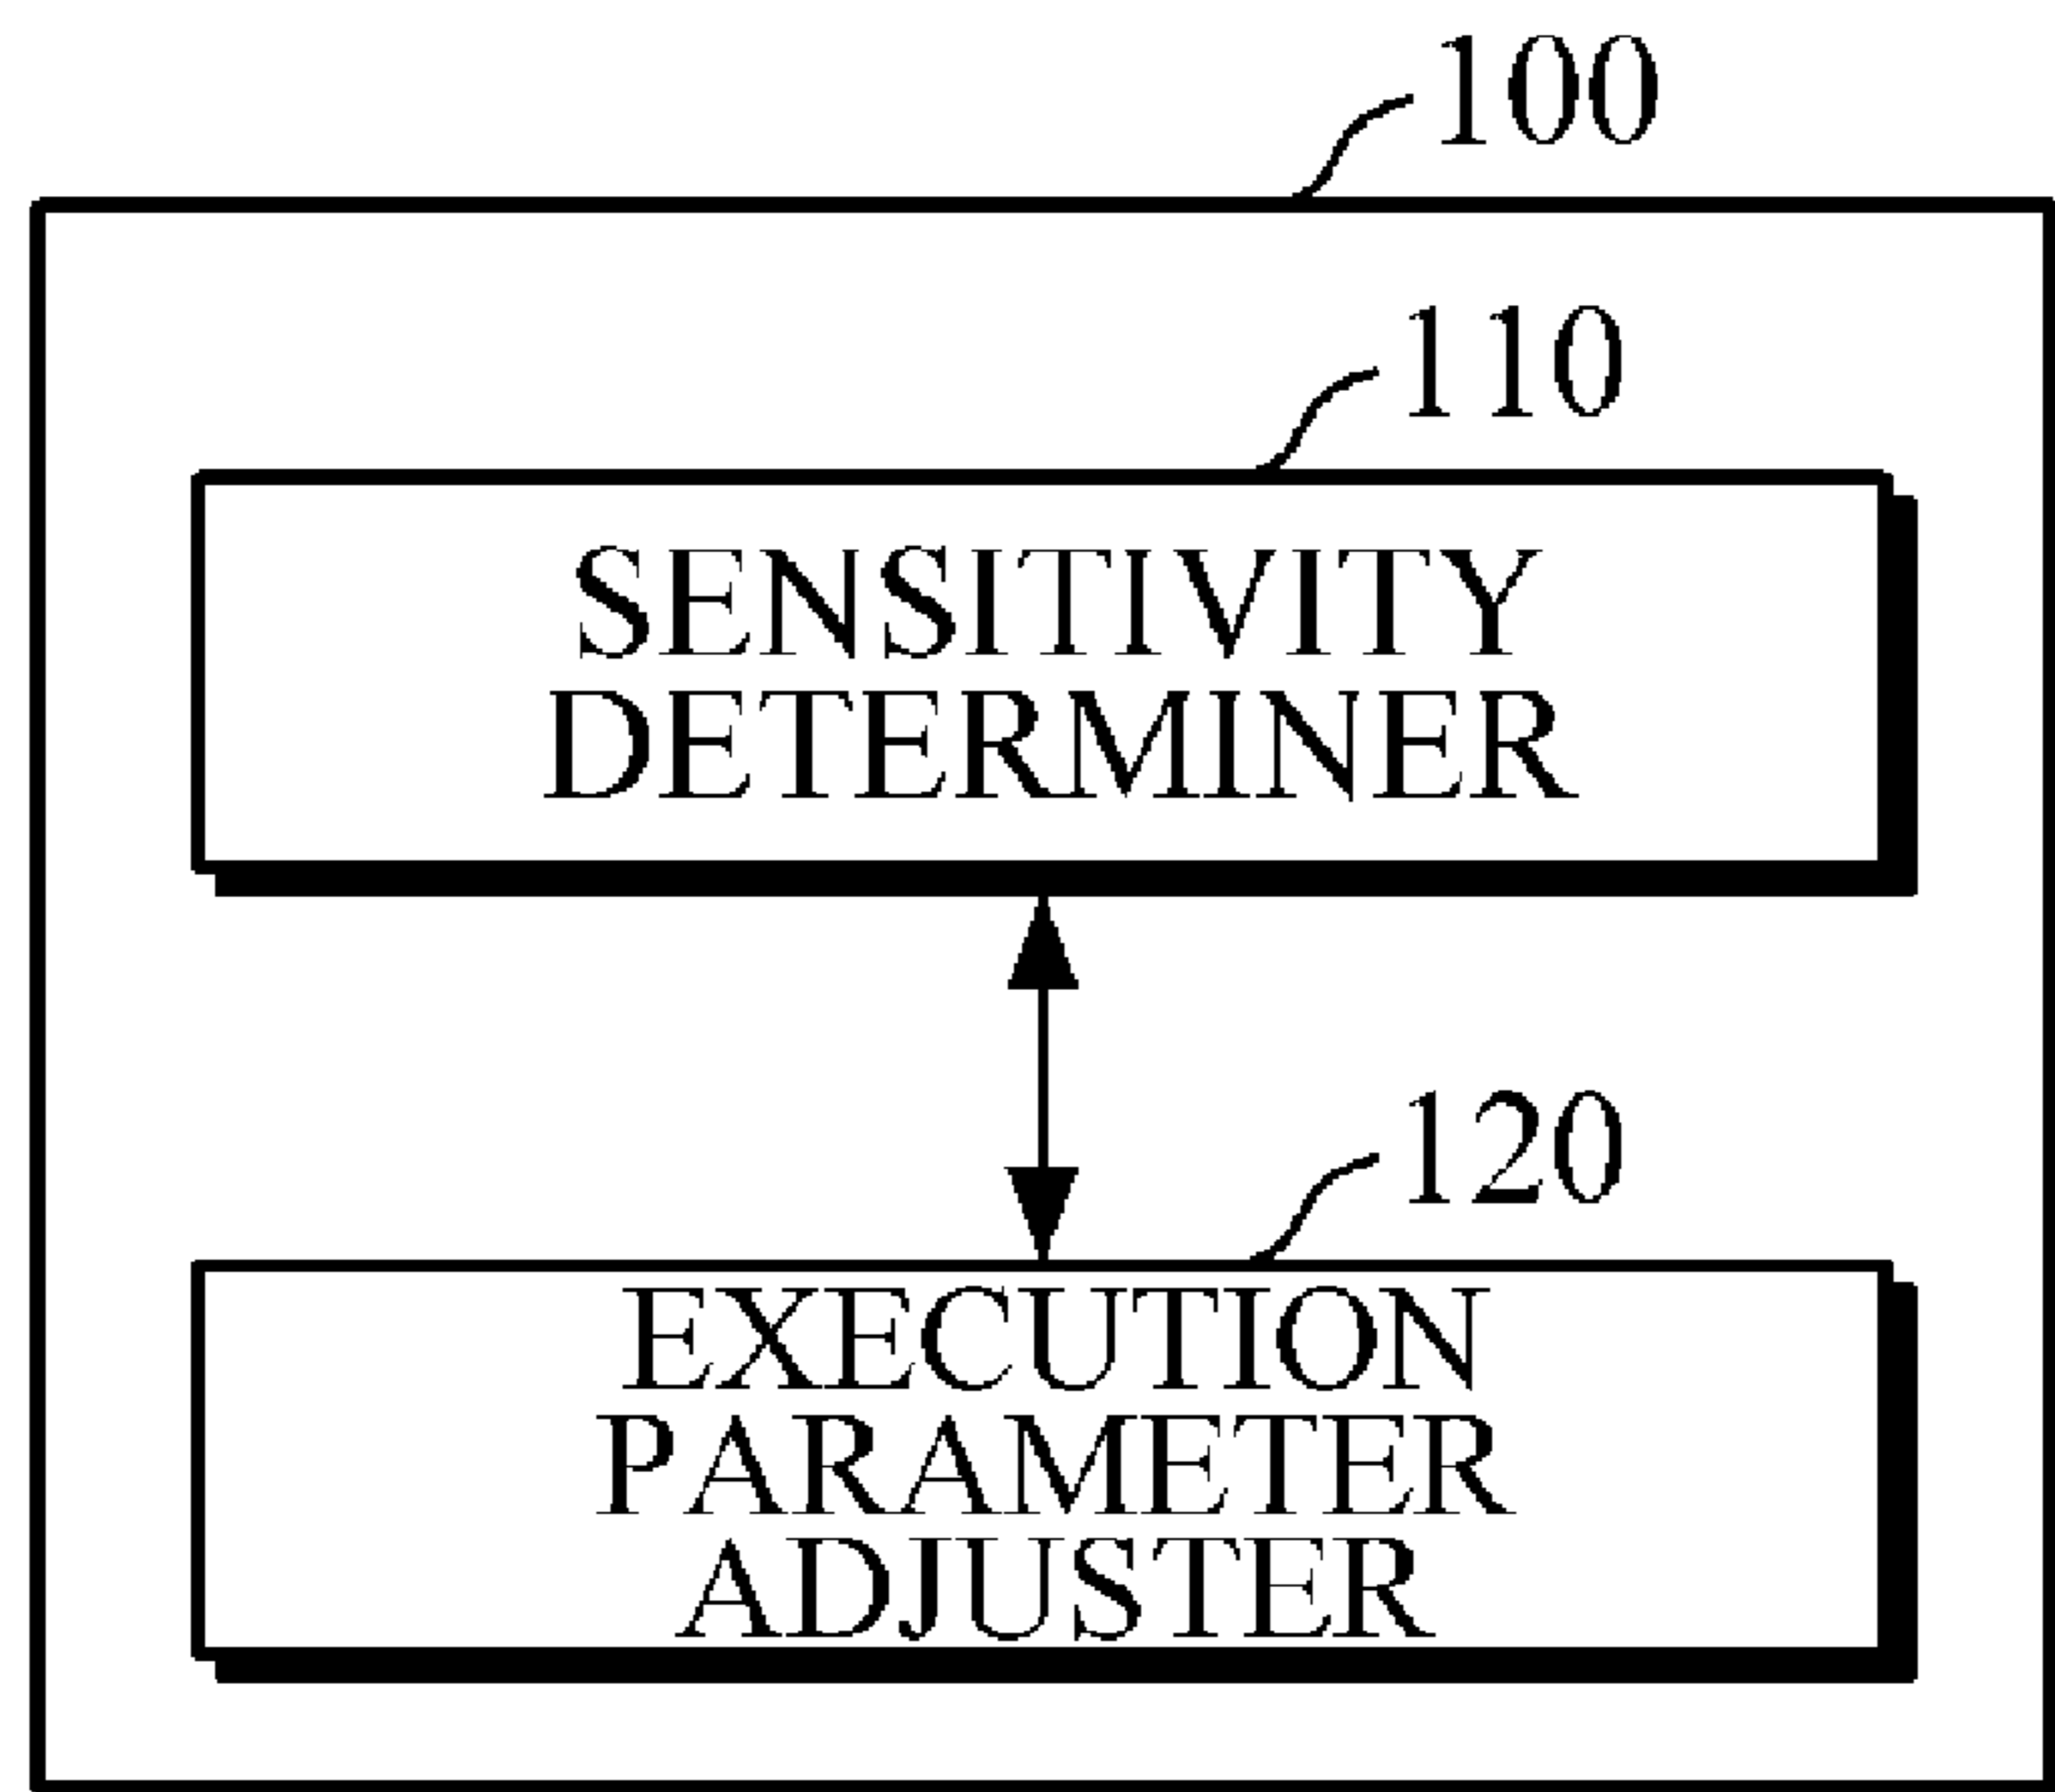 100
110
SENSITIVITY
DETERMINER
120
EXECUTION
PARAMETER
ADJUSTER